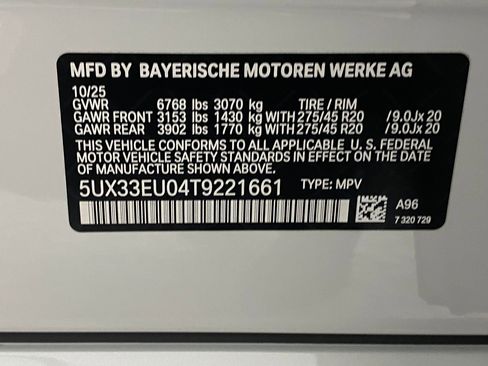 MFD BY BAYERISCHE MOTOREN WERKE AG
10/25
GVWR 6768 lbs 3070 kg TIRE / RIM
GAWR FRONT 3153 lbs 1430 kg WITH 275/45 R20 / 9.0Jx 20
GAWR REAR 3902 lbs 1770 kg WITH 275/45 R20 / 9.0Jx 20
THIS VEHICLE CONFORMS TO ALL APPLICABLE U. S. FEDERAL
MOTOR VEHICLE SAFETY STANDARDS IN EFFECT ON THE DATE
OF MANUFACTURE SHOWN ABOVE.
5UX33EU04T9221661 TYPE: MPV
A96
7 320 729